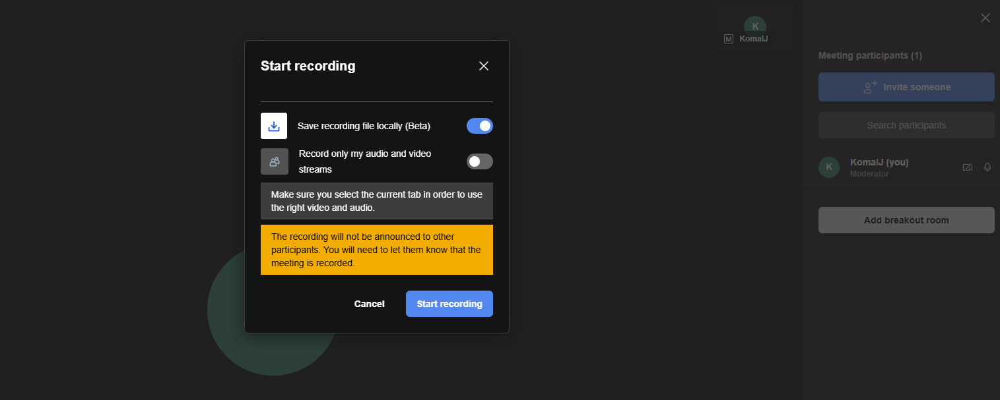 K
M KomalJ
Start recording
Save recording file locally (Beta)
Record only my audio and video
streams
Make sure you select the current tab in order to use
the right video and audio.
The recording will not be announced to other
participants. You will need to let them know that the
meeting is recorded.
Cancel
Start recording
Meeting participants (1)
Invite someone
Search participants
K
KomalJ (you)
Moderator
Add breakout room